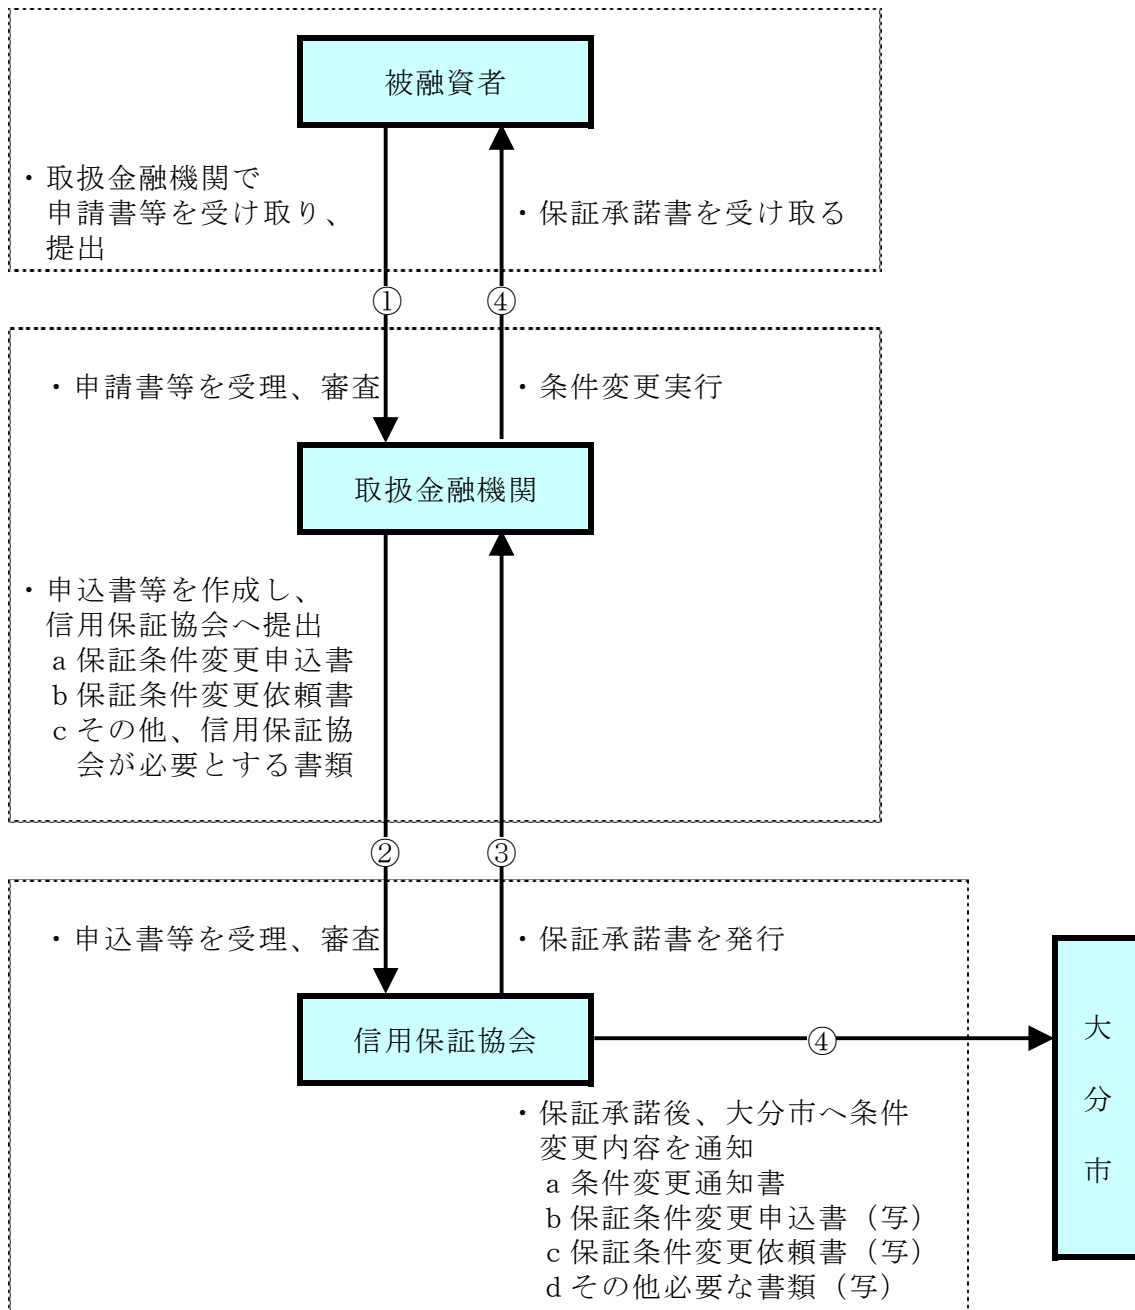 被融資者
・取扱金融機関で
申請書等を受け取り、
提出
・保証承諾書を受け取る
①
④
・申請書等を受理、審査
・条件変更実行
取扱金融機関
・申込書等を作成し、
信用保証協会へ提出
a 保証条件変更申込書
b 保証条件変更依頼書
c その他、信用保証協
会が必要とする書類
②
③
・申込書等を受理、審査
・保証承諾書を発行
信用保証協会
④
大分市
・保証承諾後、大分市へ条件
変更内容を通知
a 条件変更通知書
b 保証条件変更申込書（写）
c 保証条件変更依頼書（写）
d その他必要な書類（写）